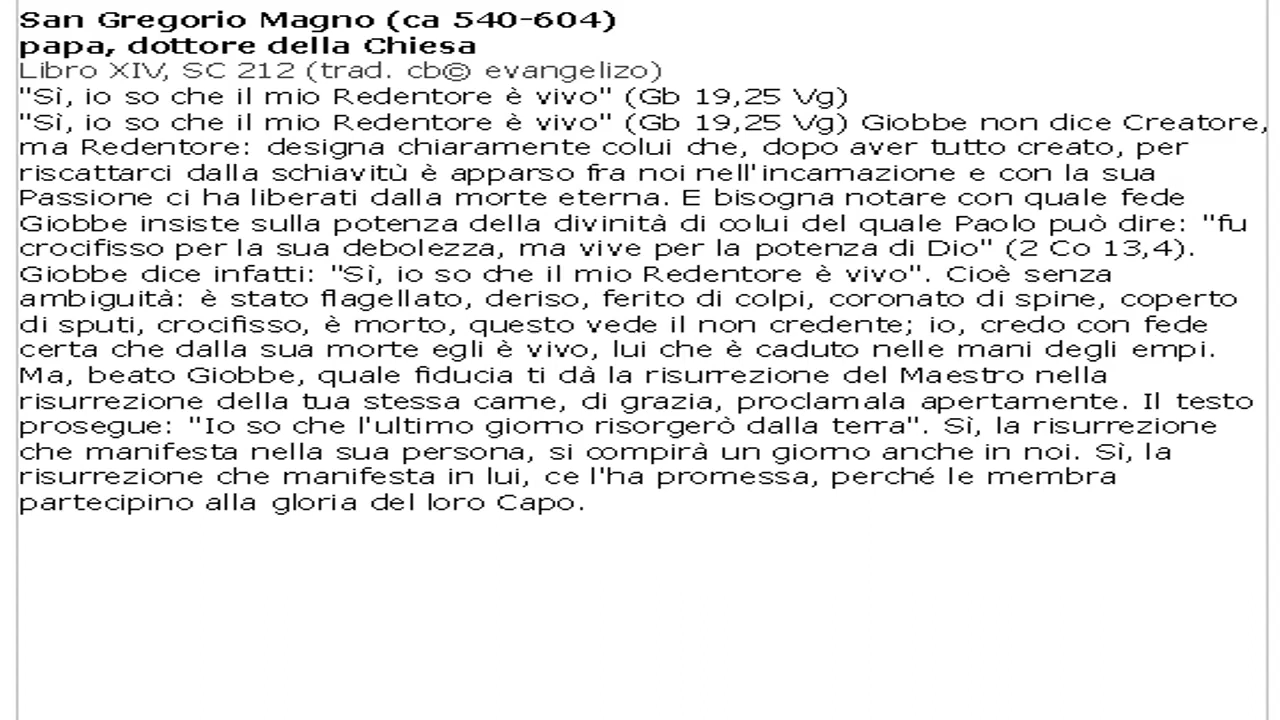 San Gregorio Magno (ca 540-604)
papa, dottore della Chiesa
Libro XIV, SC 212 (trad. cb© evangelizo)
"Sì, io so che il mio Redentore è vivo" (Gb 19,25 Vg)
"Sì, io so che il mio Redentore è vivo" (Gb 19,25 Vg) Giobbe non dice Creatore,
ma Redentore: designa chiaramente colui che, dopo aver tutto creato, per
riscattarci dalla schiavitù è apparso fra noi nell'incarnazione e con la sua
Passione ci ha liberati dalla morte eterna. E bisogna notare con quale fede
Giobbe insiste sulla potenza della divinità di colui del quale Paolo può dire: "fu
crocifisso per la sua debolezza, ma vive per la potenza di Dio" (2 Co 13,4).
Giobbe dice infatti: "Sì, io so che il mio Redentore è vivo". Cioè senza
ambiguità: è stato flagellato, deriso, ferito di colpi, coronato di spine, coperto
di sputi, crocifisso, è morto, questo vede il non credente; io, credo con fede
certa che dalla sua morte egli è vivo, lui che è caduto nelle mani degli empi.
Ma, beato Giobbe, quale fiducia ti dà la risurrezione del Maestro nella
risurrezione della tua stessa carne, di grazia, proclamala apertamente. Il testo
prosegue: "Io so che l'ultimo giorno risorgerò dalla terra". Sì, la risurrezione
che manifesta nella sua persona, si compirà un giorno anche in noi. Sì, la
risurrezione che manifesta in lui, ce l'ha promessa, perché le membra
partecipino alla gloria del loro Capo.